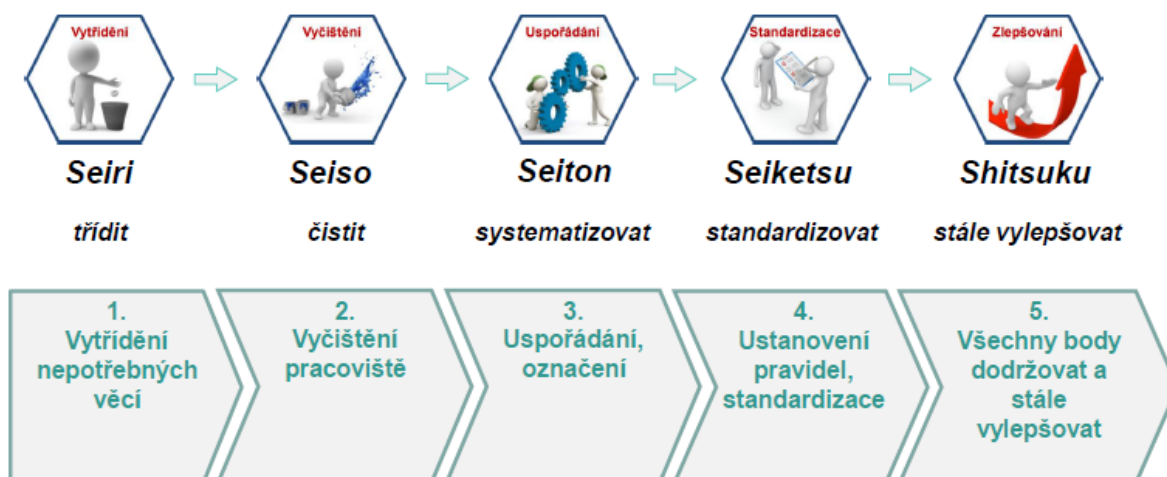 Vytřídění
Vyčištění
Uspořádání
Standardizace
Zlepšování
Seiri
Seiso
Seiton
Seiketsu
Shitsuku
třídit
čistit
systematizovat
standardizovat
stále vylepšovat
1.
Vytřídění
nepotřebných
věcí
2.
Vyčištění
pracoviště
3.
Uspořádání,
označení
4.
Ustanovení
pravidel,
standardizace
5.
Všechny body
dodržovat a
stále
vylepšovat